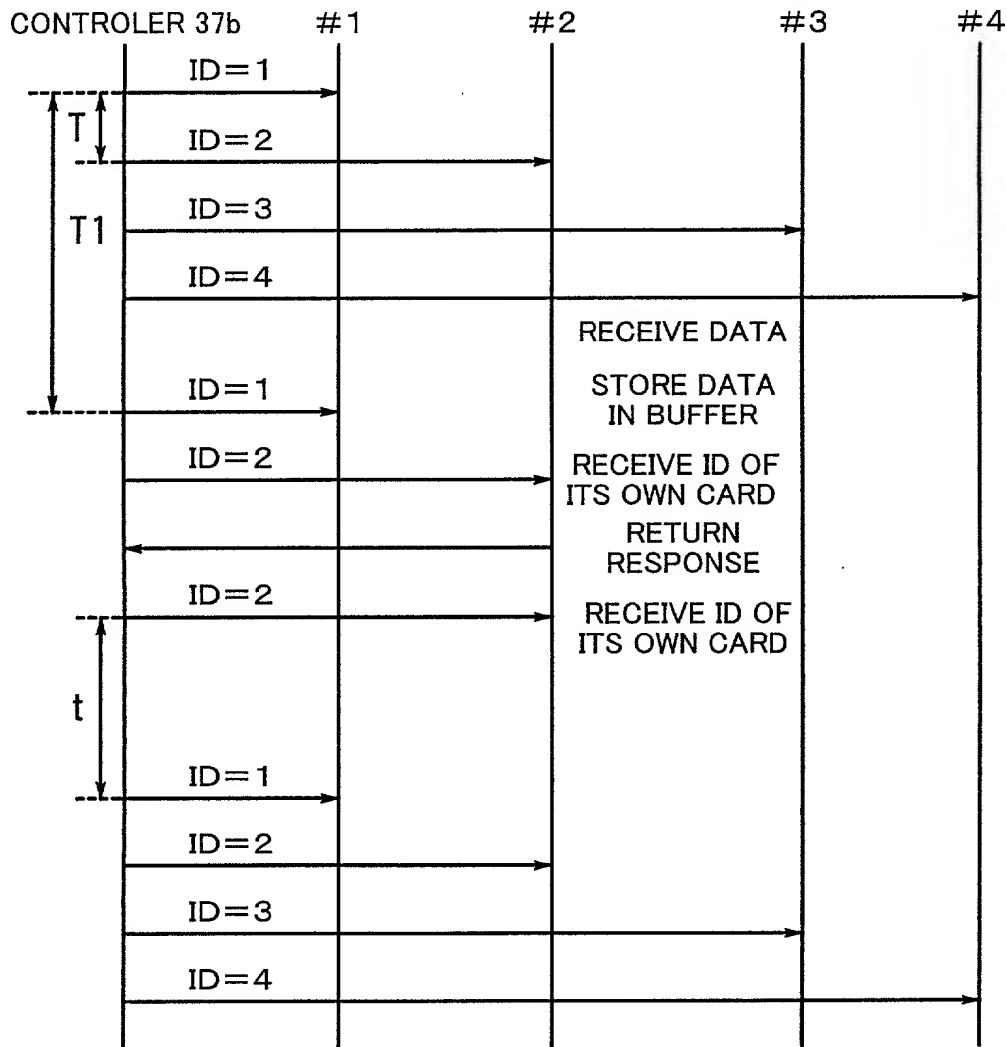 CONTROLER 37b #1 #2 #3 #4
ID=1
T
ID=2
ID=3
T1
ID=4
RECEIVE DATA
STORE DATA
IN BUFFER
ID=1
ID=2
RECEIVE ID OF
ITS OWN CARD
RETURN
RESPONSE
ID=2
RECEIVE ID OF
ITS OWN CARD
t
ID=1
ID=2
ID=3
ID=4